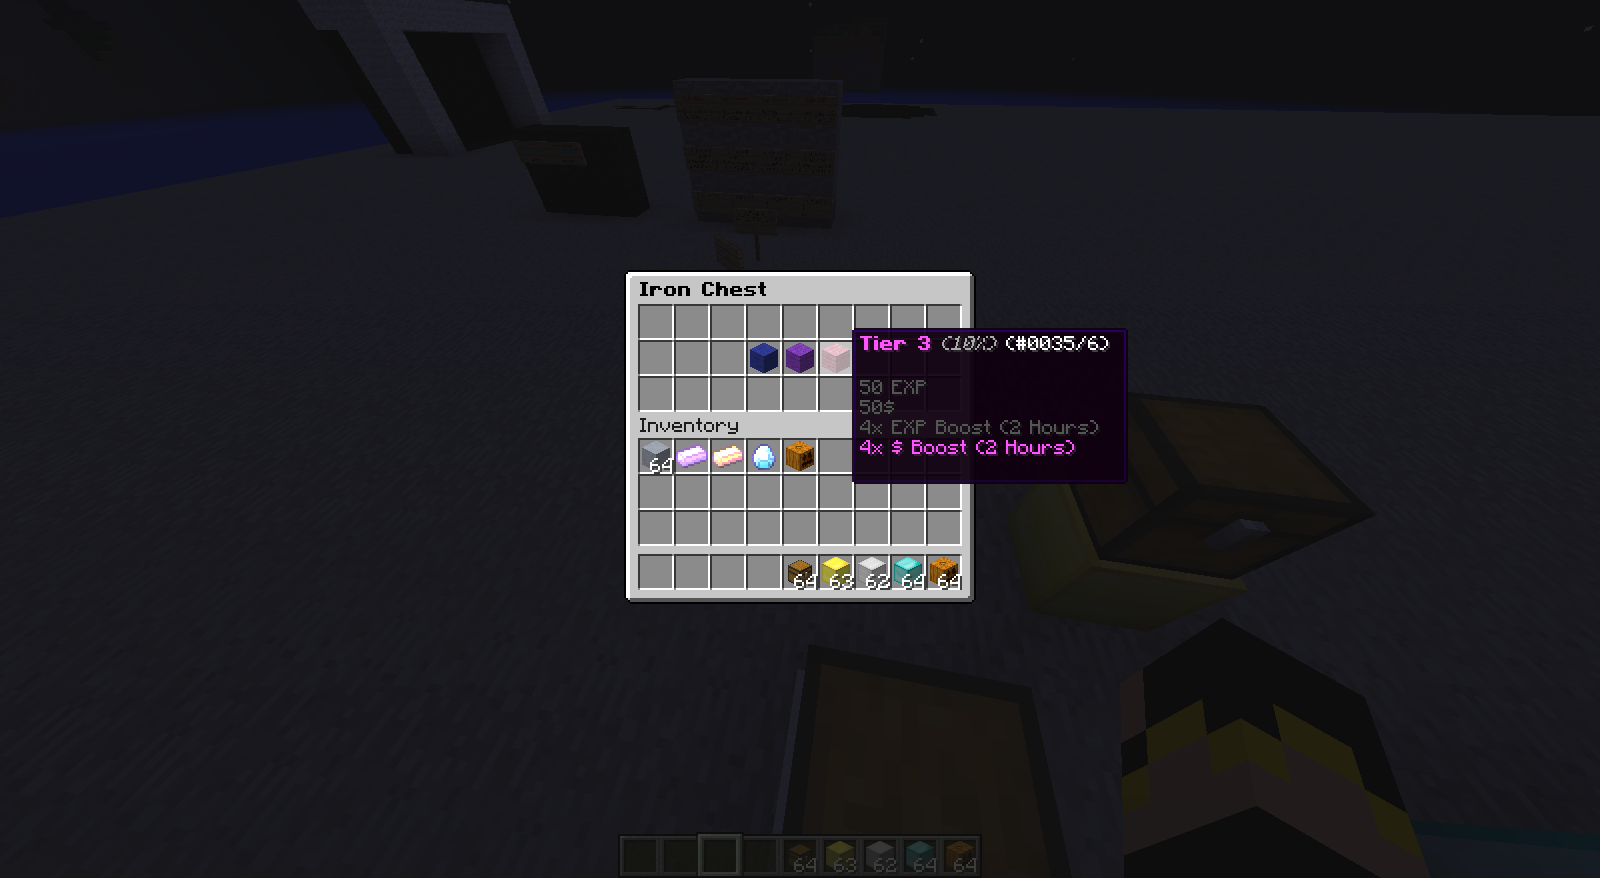 Iron Chest
Tier 3 (10%) (#0035/6)
50 EXP
50$
4x EXP Boost (2 Hours)
4x $ Boost (2 Hours)
Inventory
64
64 63 62 64 64
64 63 62 64 64